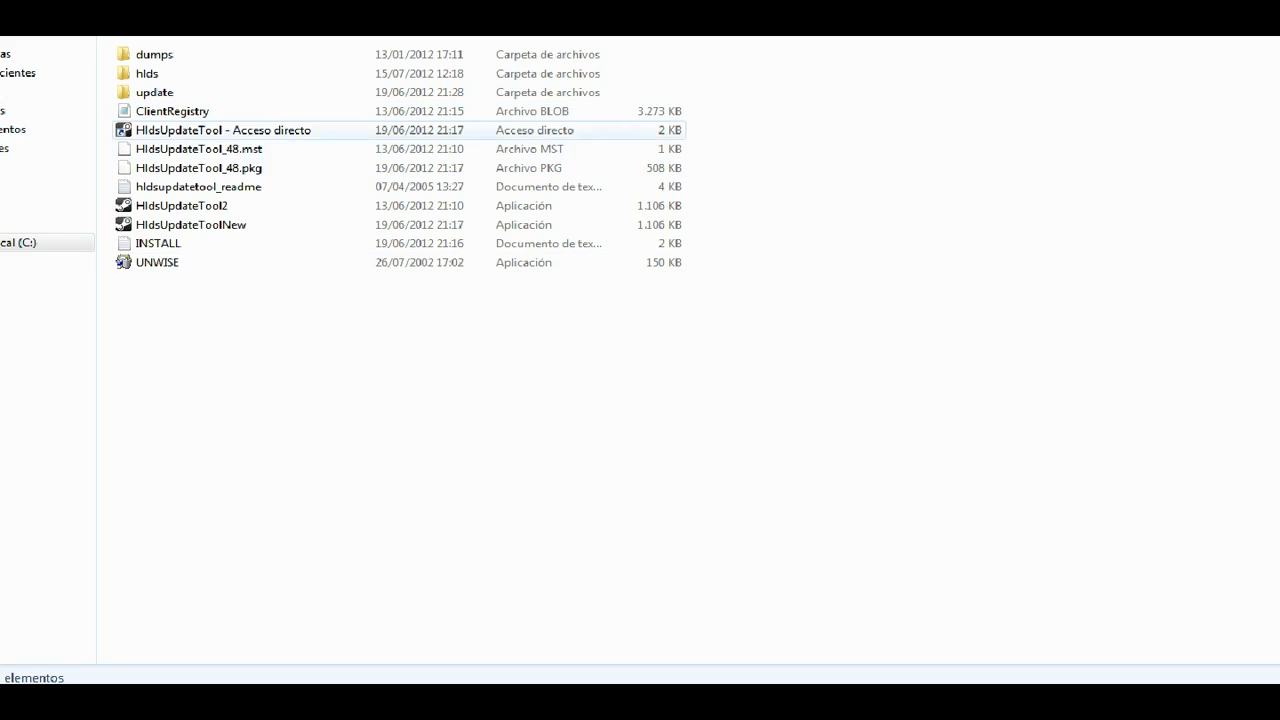 as
dumps 13/01/2012 17:11 Carpeta de archivos
cientes
hlds 15/07/2012 12:18 Carpeta de archivos
update 19/06/2012 21:28 Carpeta de archivos
s
ClientRegistry 13/06/2012 21:15 Archivo BLOB 3.273 KB
entos
HldsUpdateTool - Acceso directo 19/06/2012 21:17 Acceso directo 2 KB
es
HldsUpdateTool_48.mst 13/06/2012 21:10 Archivo MST 1 KB
HldsUpdateTool_48.pkg 19/06/2012 21:17 Archivo PKG 508 KB
hldsupdatetool_readme 07/04/2005 13:27 Documento de tex... 4 KB
HldsUpdateTool2 13/06/2012 21:10 Aplicación 1.106 KB
HldsUpdateToolNew 19/06/2012 21:17 Aplicación 1.106 KB
cal (C:)
INSTALL 19/06/2012 21:16 Documento de tex... 2 KB
UNWISE 26/07/2002 17:02 Aplicación 150 KB
elementos